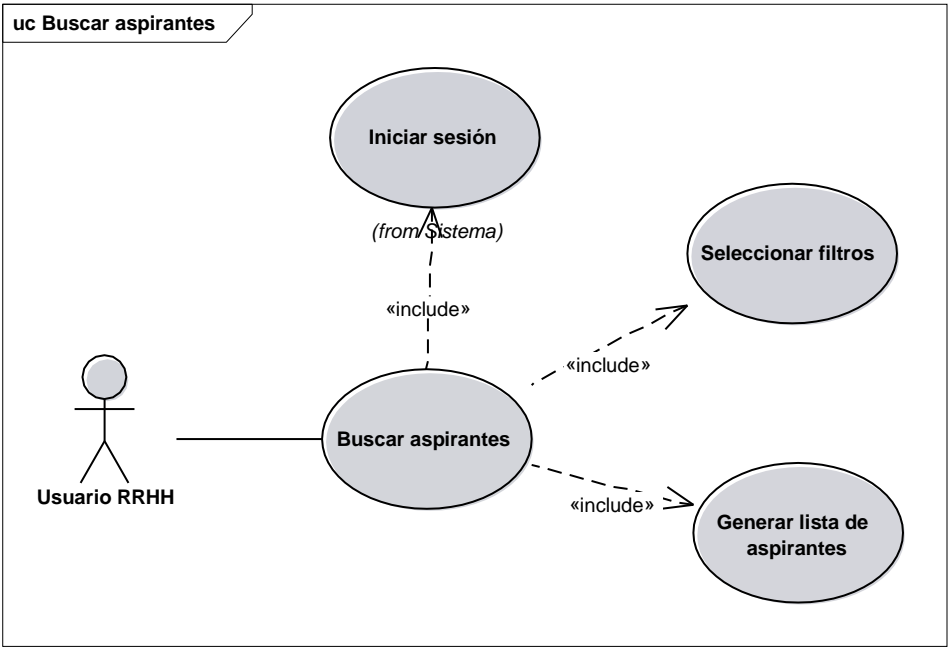 uc Buscar aspirantes
Iniciar sesión
(from Sistema)
Seleccionar filtros
«include»
«include»
Buscar aspirantes
Usuario RRHH
«include»
Generar lista de
aspirantes